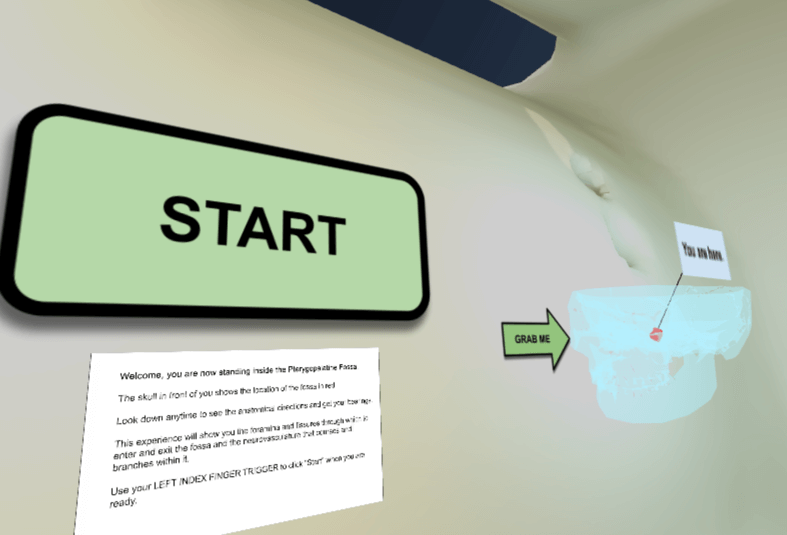 START
You are here
GRAB ME
Welcome, you are now standing inside the Pterygopalatine Fossa
The skull in front of you shows the location of the fossa in red
Look down anytime to see the anatomical directions and get your bearings.
This experience will show you the foramina and fissures through which to
enter and exit the fossa and the neurovasculature that courses and
branches within it.
Use your LEFT INDEX FINGER TRIGGER to click "Start" when you are
ready.